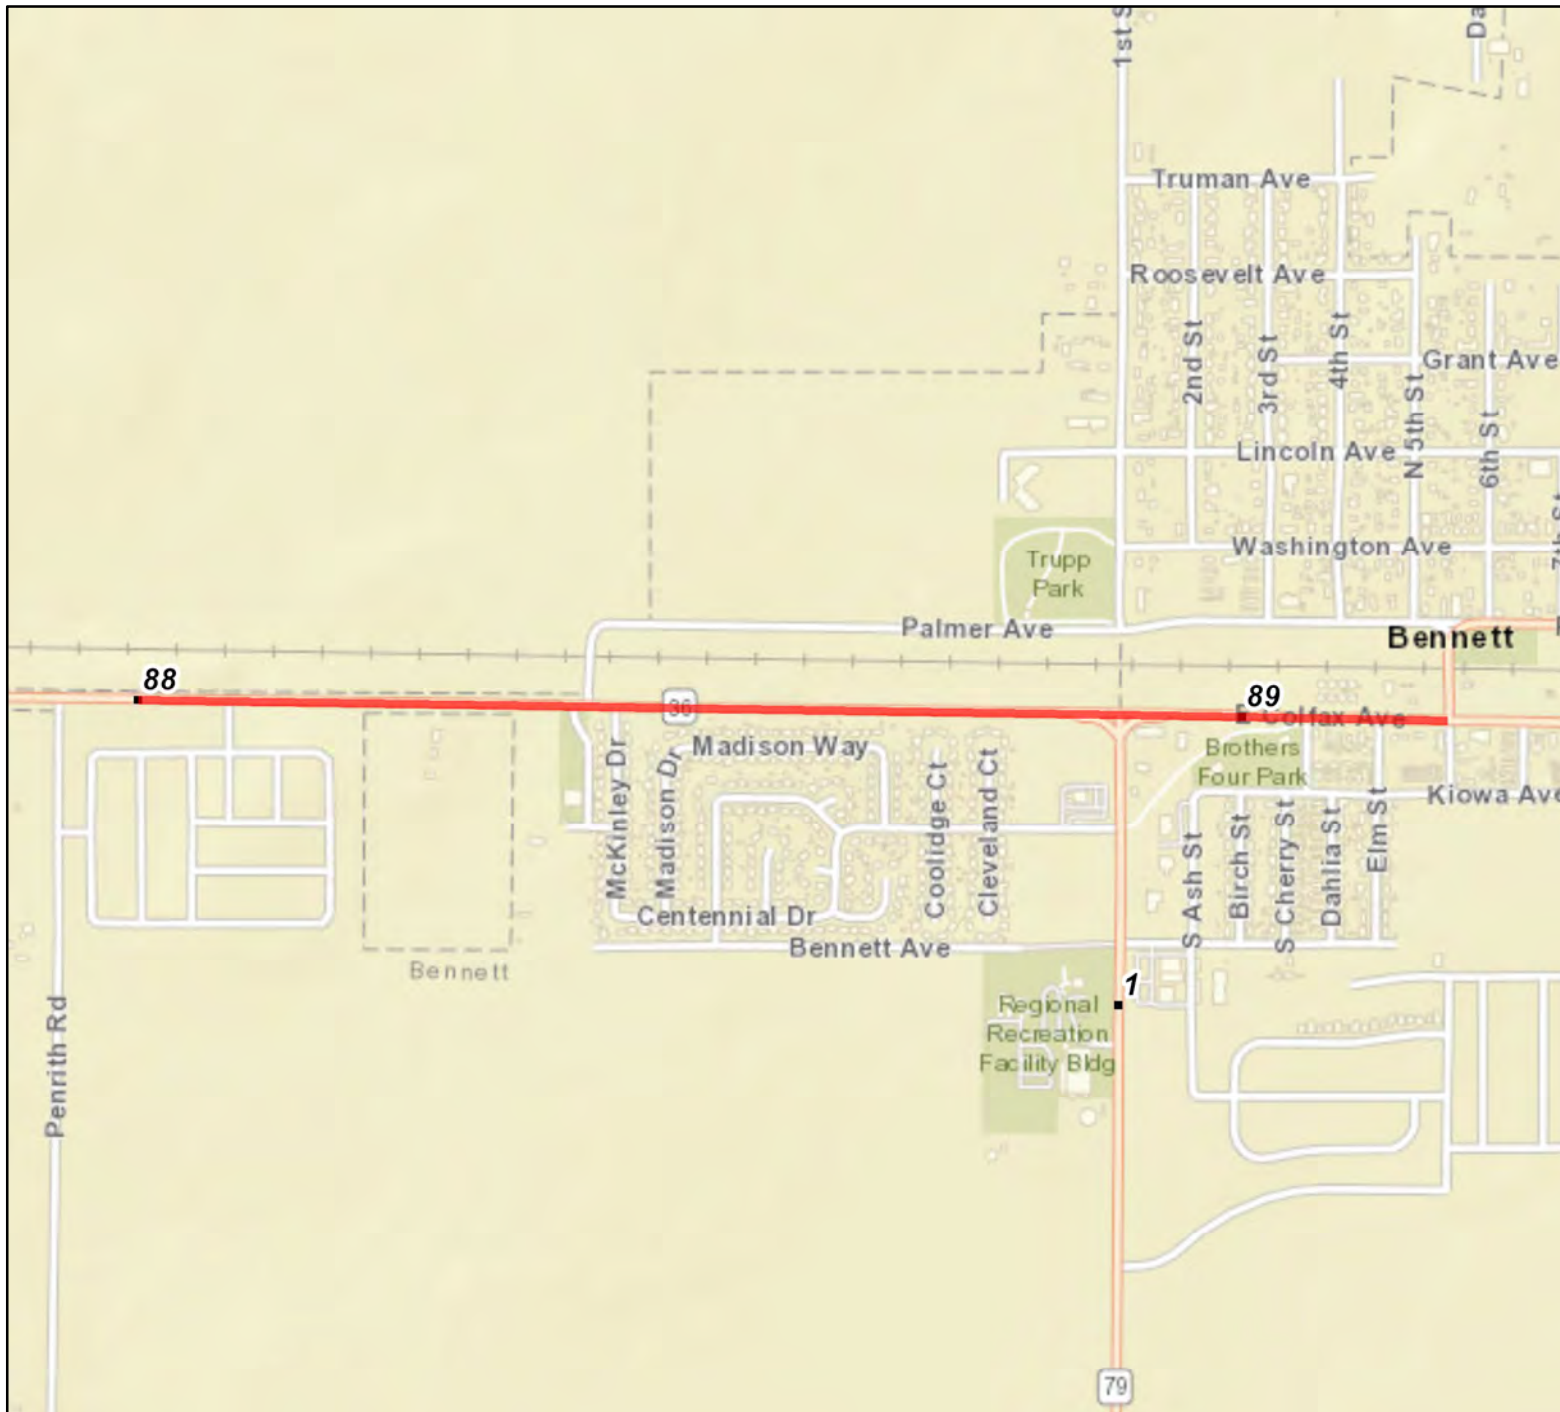 1st S
Da
Truman Ave
Roosevelt Ave
2nd St
3rd St
4th St
Grant Ave
N 5th St
6th St
Lincoln Ave
Washington Ave
7th St
Trupp
Park
Palmer Ave
Bennett
88
36
89
E Colfax Ave
Madison Way
Brothers
Four Park
Kiowa Ave
McKinley Dr
Madison Dr
Coolidge Ct
Cleveland Ct
S Ash St
Birch St
S Cherry St
Dahlia St
Elm St
Centennial Dr
Bennett Ave
Bennett
1
Regional
Recreation
Facility Bldg
Penrith Rd
79